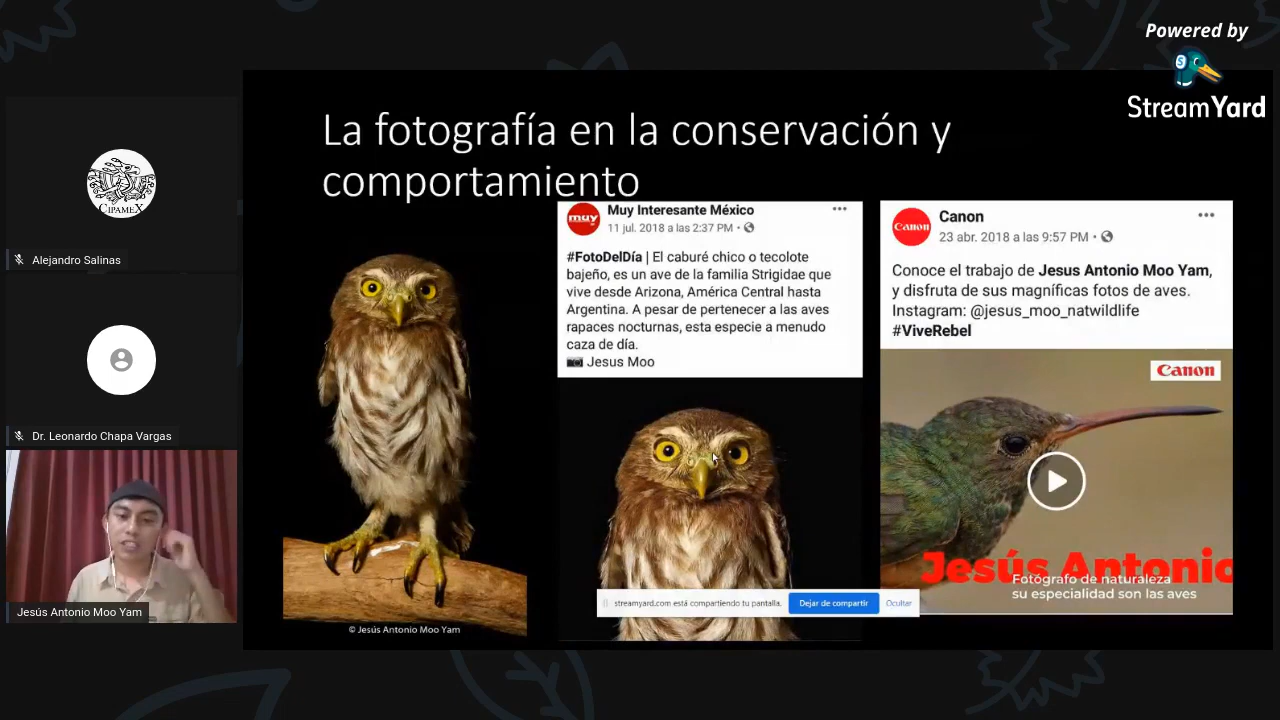 Powered by
StreamYard
La fotografía en la conservación y
comportamiento
CIPAMEX
Alejandro Salinas
Dr. Leonardo Chapa Vargas
Jesús Antonio Moo Yam
© Jesús Antonio Moo Yam
muy
Muy Interesante México
11 jul. 2018 a las 2:37 PM •
#FotoDelDía | El caburé chico o tecolote
bajeño, es un ave de la familia Strigidae que
vive desde Arizona, América Central hasta
Argentina. A pesar de pertenecer a las aves
rapaces nocturnas, esta especie a menudo
caza de día.
Jesus Moo
streamyard.com está compartiendo tu pantalla.
Dejar de compartir
Ocultar
Canon
Canon
23 abr. 2018 a las 9:57 PM •
Conoce el trabajo de Jesus Antonio Moo Yam,
y disfruta de sus magníficas fotos de aves.
Instagram: @jesus_moo_natwildlife
#ViveRebel
Canon
Jesús Antonio
Fotógrafo de naturaleza
su especialidad son las aves